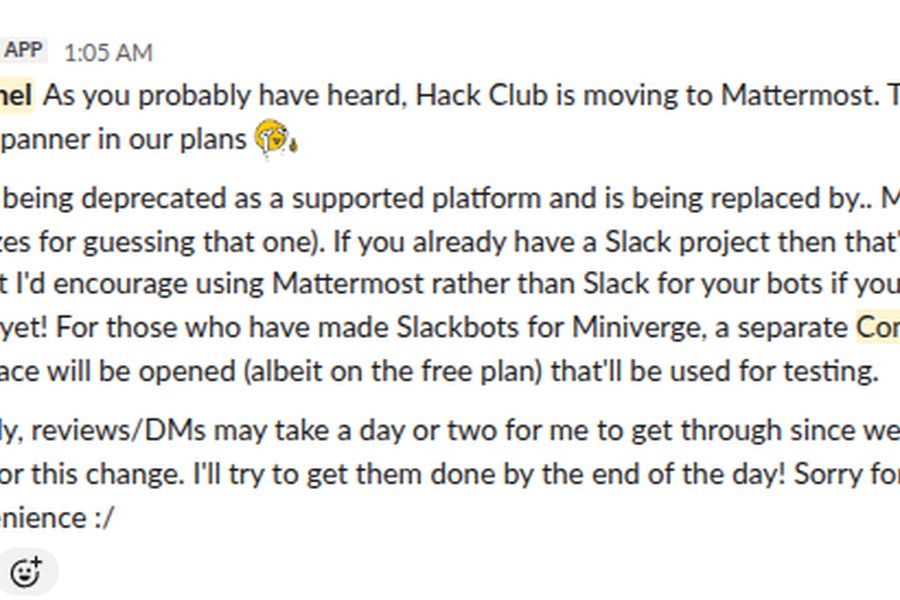 APP 1:05 AM
nel As you probably have heard, Hack Club is moving to Mattermost. T
panner in our plans
being deprecated as a supported platform and is being replaced by.. M
zes for guessing that one). If you already have a Slack project then that'
t I'd encourage using Mattermost rather than Slack for your bots if you
yet! For those who have made Slackbots for Miniverge, a separate Con
ace will be opened (albeit on the free plan) that'll be used for testing.
ly, reviews/DMs may take a day or two for me to get through since we
or this change. I'll try to get them done by the end of the day! Sorry for
enience :/